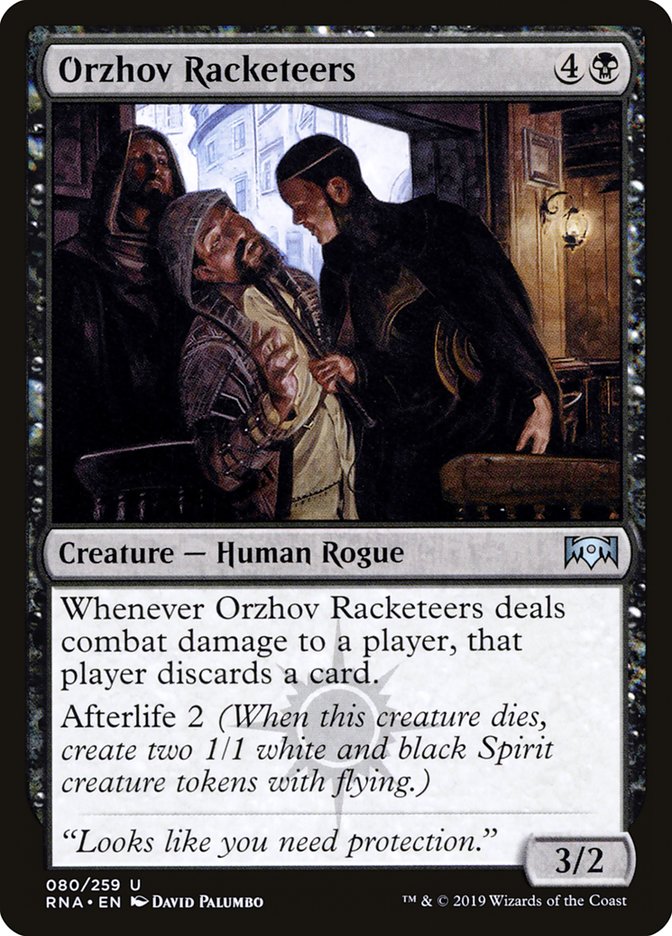 Orzhov Racketeers 4
Creature — Human Rogue
Whenever Orzhov Racketeers deals
combat damage to a player, that
player discards a card.
Afterlife 2 (When this creature dies,
create two 1/1 white and black Spirit
creature tokens with flying.)
“Looks like you need protection.”
3/2
080/259 U
RNA • EN David Palumbo
™ & © 2019 Wizards of the Coast